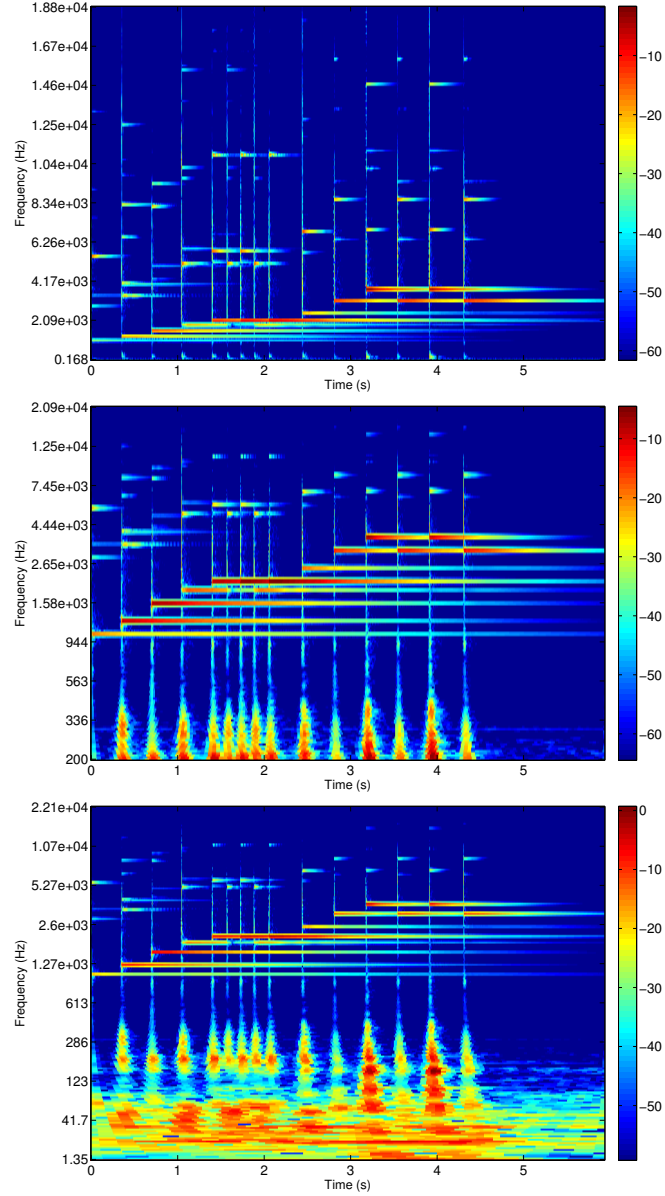 1.88e+04
1.67e+04
1.46e+04
1.25e+04
1.04e+04
8.34e+03
6.26e+03
4.17e+03
2.09e+03
0.168
Frequency (Hz)
0 1 2 3 4 5
Time (s)
−10
−20
−30
−40
−50
−60
2.09e+04
1.25e+04
7.45e+03
4.44e+03
2.65e+03
1.58e+03
944
563
336
200
Frequency (Hz)
0 1 2 3 4 5
Time (s)
−10
−20
−30
−40
−50
−60
2.21e+04
1.07e+04
5.27e+03
2.6e+03
1.27e+03
613
286
123
41.7
1.35
Frequency (Hz)
0 1 2 3 4 5
Time (s)
0
−10
−20
−30
−40
−50